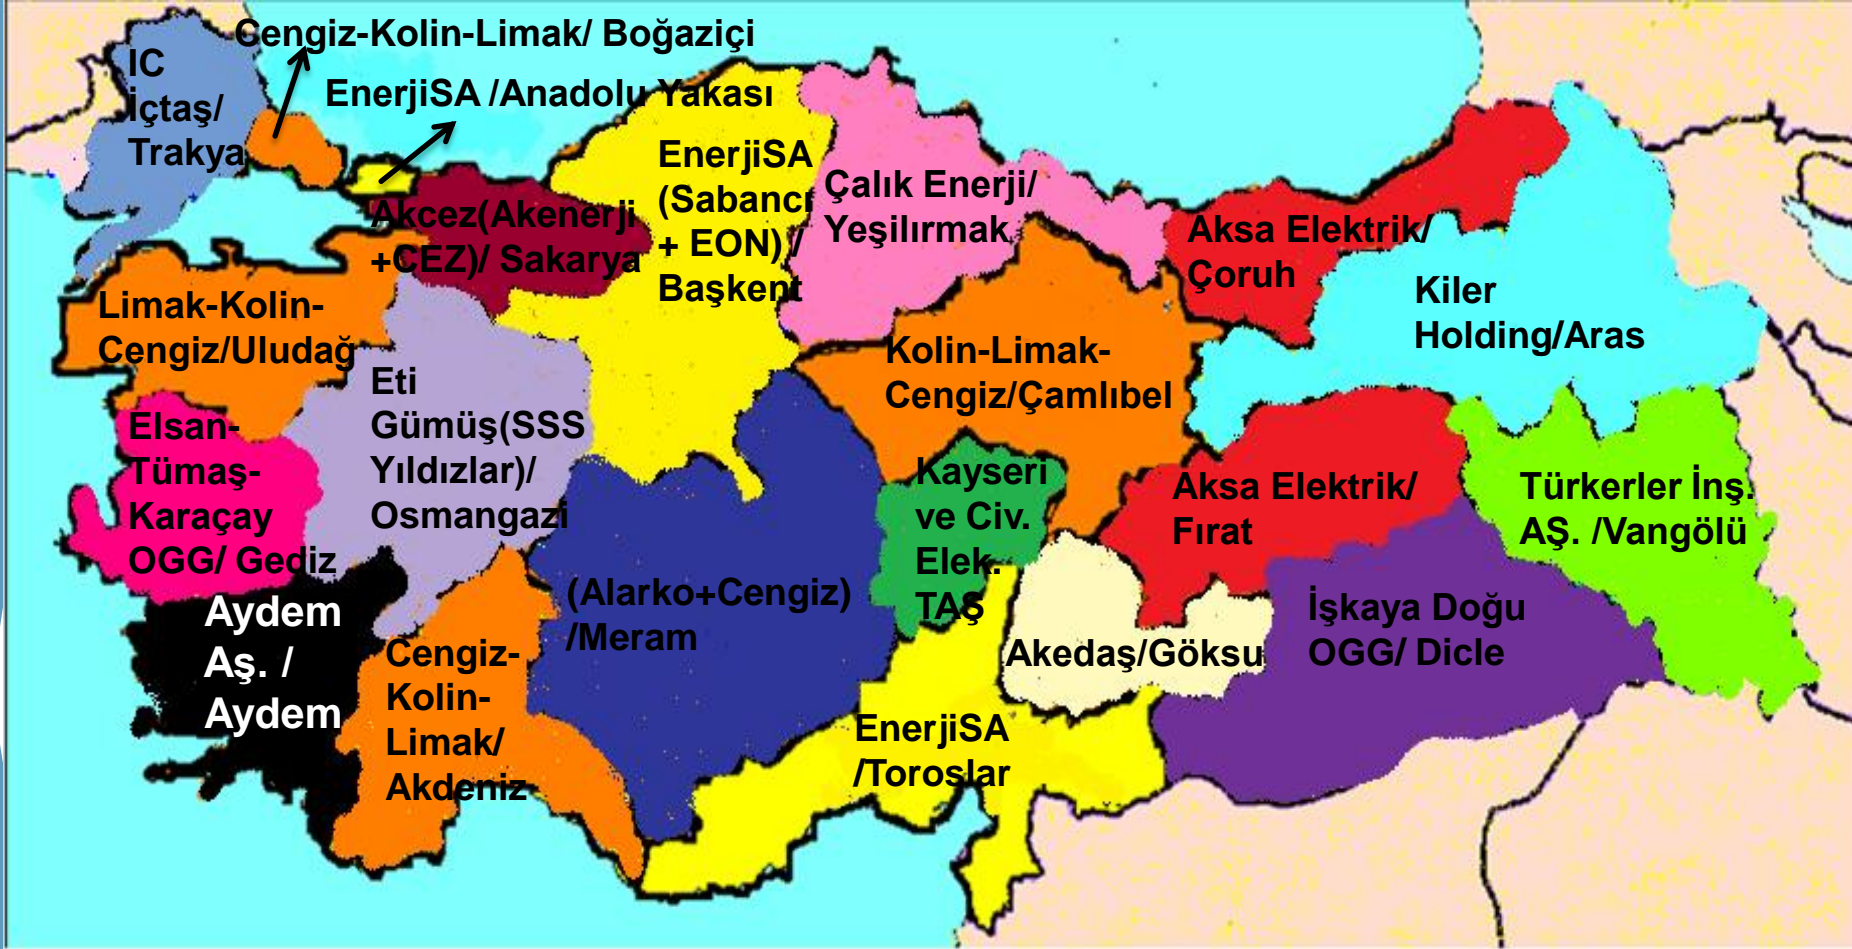 Cengiz-Kolin-Limak/ Boğaziçi
IC
İçtaş/
Trakya
EnerjiSA /Anadolu Yakası
EnerjiSA
(Sabancı
+ EON) /
Başkent
Çalık Enerji/
Yeşilırmak
Akcez(Akenerji
+CEZ)/ Sakarya
Aksa Elektrik/
Çoruh
Kiler
Holding/Aras
Limak-Kolin-
Cengiz/Uludağ
Kolin-Limak-
Cengiz/Çamlıbel
Eti
Gümüş(SSS
Yıldızlar)/
Osmangazi
Elsan-
Tümaş-
Karaçay
OGG/ Gediz
Kayseri
ve Civ.
Elek.
TAŞ
Aksa Elektrik/
Fırat
Türkerler İnş.
AŞ. /Vangölü
(Alarko+Cengiz)
/Meram
Aydem
Aş. /
Aydem
İşkaya Doğu
OGG/ Dicle
Akedaş/Göksu
Cengiz-
Kolin-
Limak/
Akdeniz
EnerjiSA
/Toroslar